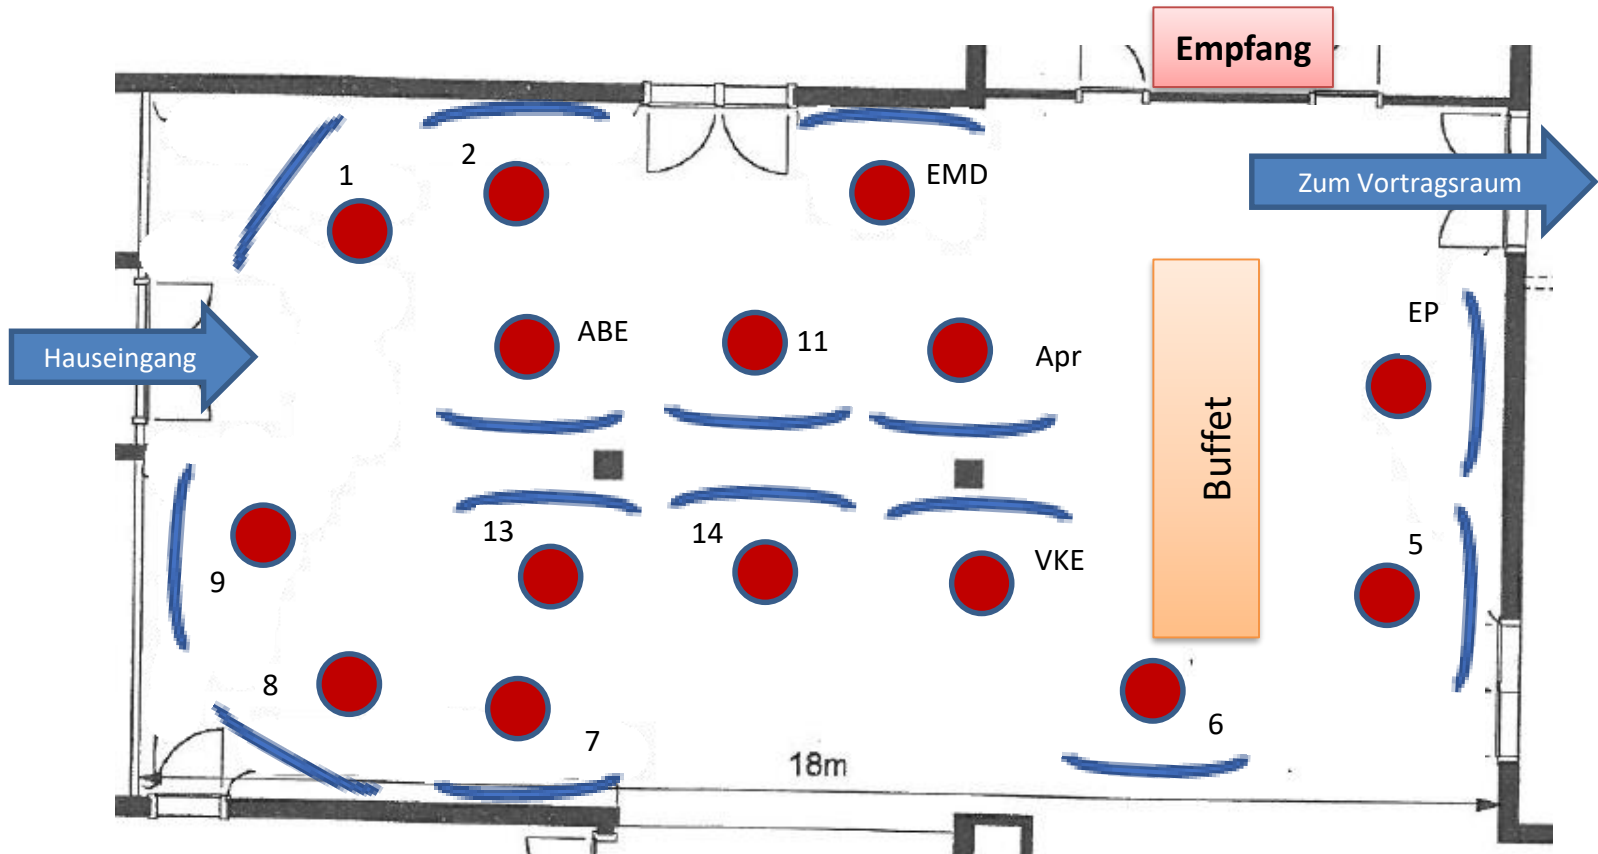 Empfang
2
1
EMD
Zum Vortragsraum
ABE
11
Apr
EP
Hauseingang
Buffet
13
14
VKE
5
9
8
7
6
18m